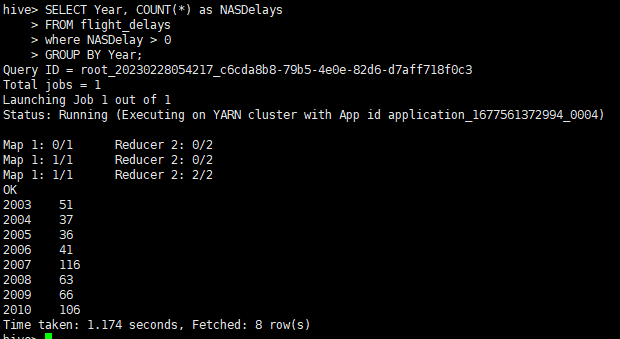 hive> SELECT Year, COUNT(*) as NASDelays
    > FROM flight_delays
    > where NASDelay > 0
    > GROUP BY Year;
Query ID = root_20230228054217_c6cda8b8-79b5-4e0e-82d6-d7aff718f0c3
Total jobs = 1
Launching Job 1 out of 1
Status: Running (Executing on YARN cluster with App id application_1677561372994_0004)

Map 1: 0/1      Reducer 2: 0/2
Map 1: 1/1      Reducer 2: 0/2
Map 1: 1/1      Reducer 2: 2/2
OK
2003    51
2004    37
2005    36
2006    41
2007    116
2008    63
2009    66
2010    106
Time taken: 1.174 seconds, Fetched: 8 row(s)
hive>